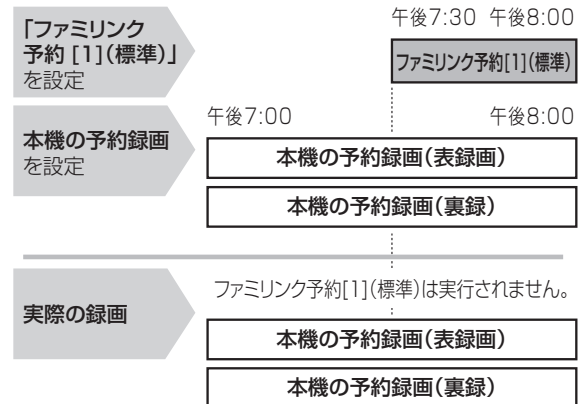 「ファミリンク
予約 [1](標準)」
を設定
午後7:30 午後8:00
ファミリンク予約[1](標準)
本機の予約録画
を設定
午後7:00 午後8:00
本機の予約録画(表録画)
本機の予約録画(裏録)
実際の録画
ファミリンク予約[1](標準)は実行されません。
本機の予約録画(表録画)
本機の予約録画(裏録)